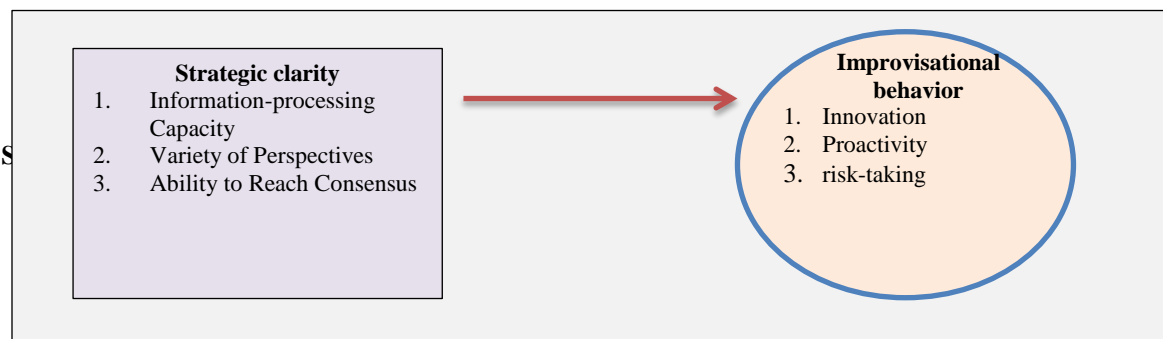 Strategic clarity
1. Information-processing
Capacity
2. Variety of Perspectives
3. Ability to Reach Consensus
Improvisational
behavior
1. Innovation
2. Proactivity
3. risk-taking